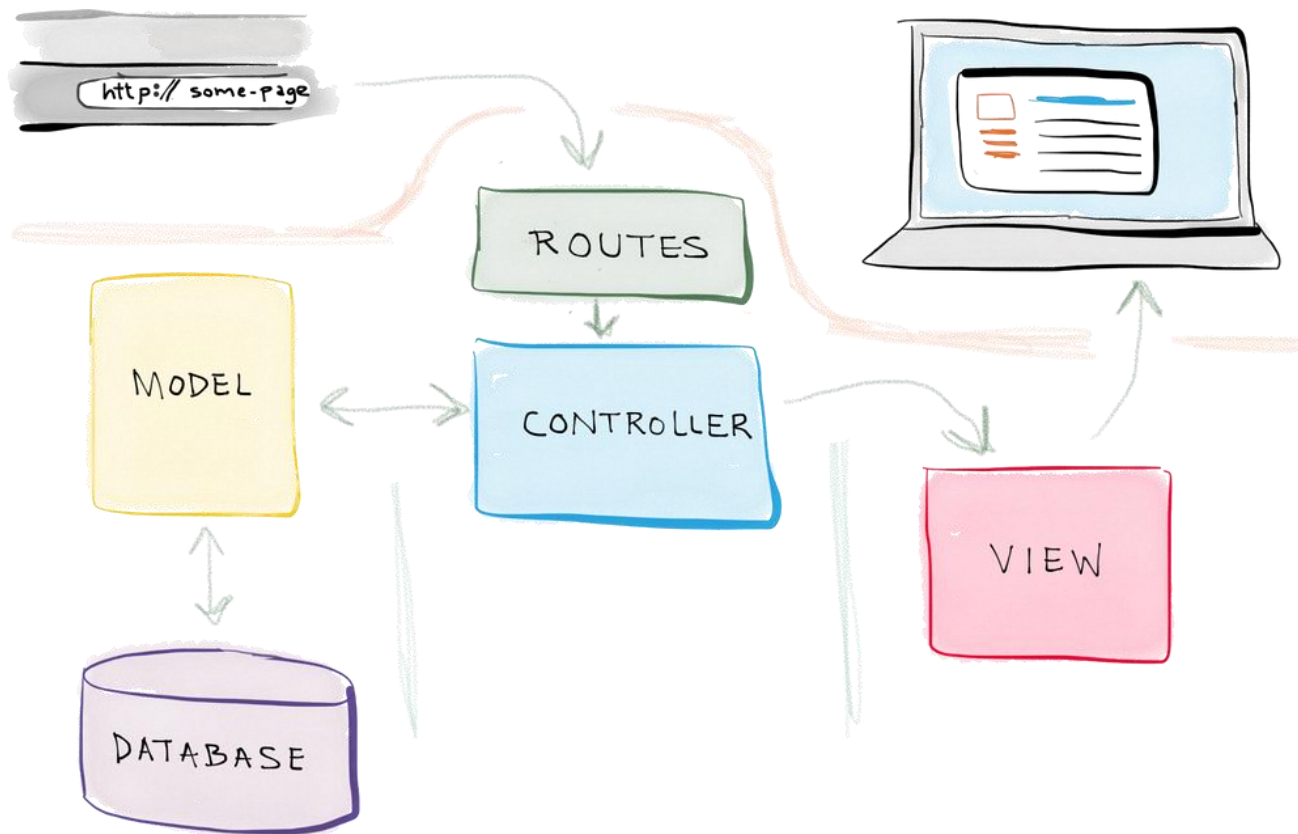 http:// some-page
ROUTES
MODEL
CONTROLLER
VIEW
DATABASE